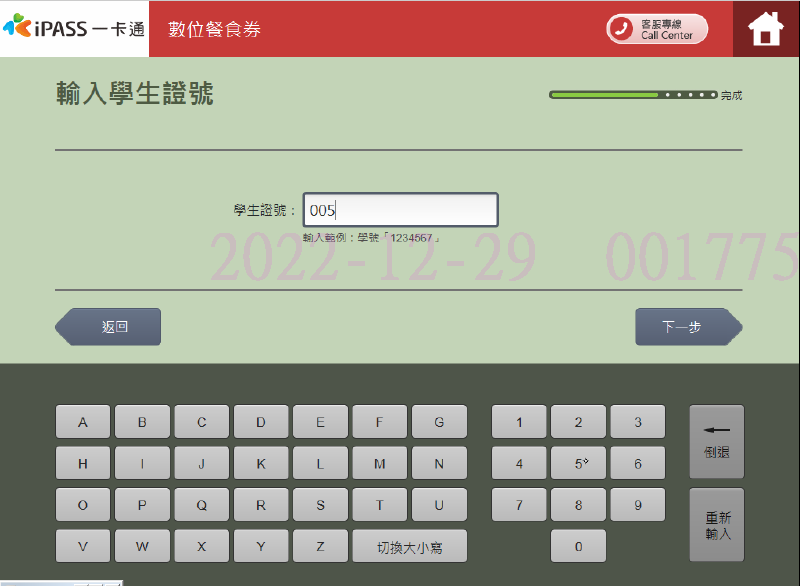 iPASS 一卡通
數位餐食券
客服專線
Call Center
輸入學生證號
完成
學生證號：
005
輸入範例：學號「1234567」
2022-12-29 001775
返回
下一步
A B C D E F G 1 2 3
倒退
H I J K L M N 4 5 6
O P Q R S T U 7 8 9
重新
輸入
V W X Y Z 切換大小寫 0